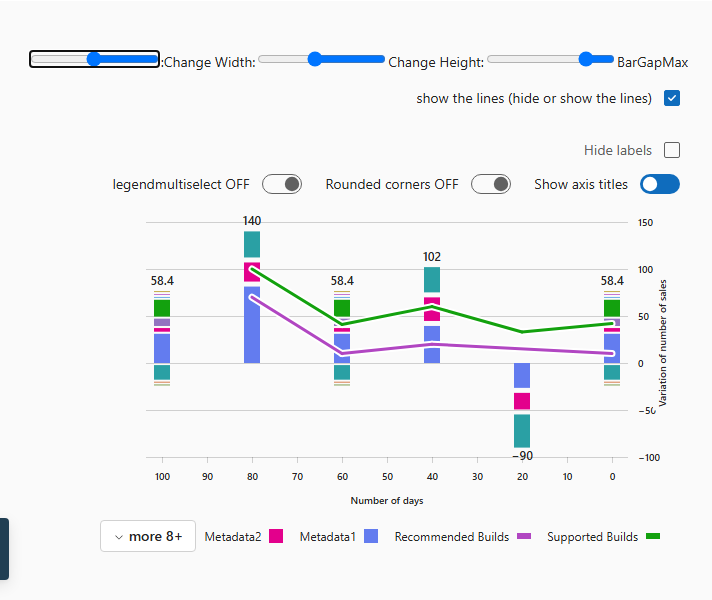 :Change Width: Change Height: BarGapMax
show the lines (hide or show the lines)
Hide labels
legendmultiselect OFF Rounded corners OFF Show axis titles
140
150
102
100
58.4 58.4 58.4
50
0
−50
−90
−100
100 90 80 70 60 50 40 30 20 10 0
Variation of number of sales
Number of days
more 8+ Metadata2 Metadata1 Recommended Builds Supported Builds